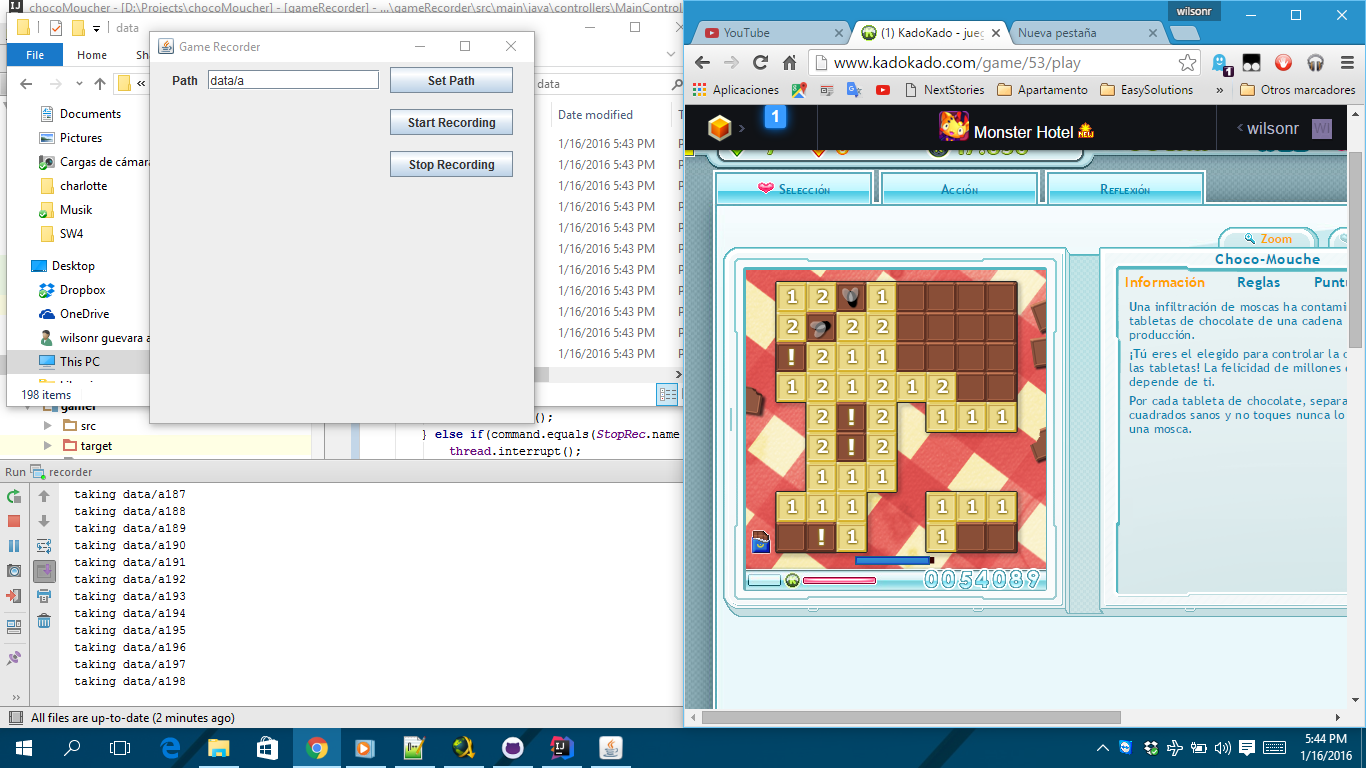 chocoMoucher - [D:\Projects\chocoMoucher] - [gameRecorder] - ...\gameRecorder\src\main\java\controllers\MainControl
data
File
data
Documents
Pictures
Cargas de cámara
charlotte
Musik
SW4
Desktop
Dropbox
OneDrive
wilsonr guevara a
This PC
198 items
Date modified
1/16/2016 5:43 PM
1/16/2016 5:43 PM
1/16/2016 5:43 PM
1/16/2016 5:43 PM
1/16/2016 5:43 PM
1/16/2016 5:43 PM
1/16/2016 5:43 PM
1/16/2016 5:43 PM
1/16/2016 5:43 PM
1/16/2016 5:43 PM
1/16/2016 5:43 PM
Game Recorder
Path data/a Set Path
Start Recording
Stop Recording
gamer
src
target
();
} else if(command.equals(StopRec.name
thread.interrupt();
Run recorder
taking data/a187
taking data/a188
taking data/a189
taking data/a190
taking data/a191
taking data/a192
taking data/a193
taking data/a194
taking data/a195
taking data/a196
taking data/a197
taking data/a198
All files are up-to-date (2 minutes ago)
wilsonr
YouTube (1) KadoKado - jueg Nueva pestaña
www.kadokado.com/game/53/play
1
Aplicaciones NextStories Apartamento EasySolutions » Otros marcadores
1 Monster Hotel NEW wilsonr WI
Selección Acción Reflexión
Zoom
Choco-Mouche
Información Reglas Puntu
Una infiltración de moscas ha contami
tabletas de chocolate de una cadena
producción.
¡Tú eres el elegido para controlar la c
las tabletas! La felicidad de millones
depende de ti.
Por cada tableta de chocolate, separa
cuadrados sanos y no toques nunca lo
una mosca.
1 2 1
2 2 2
! 2 1 1
1 2 1 2 1 2
2 ! 2 1 1 1
2 ! 2
1 1 1
1 1 1 1 1 1
! 1 1
0054089
5:44 PM
1/16/2016